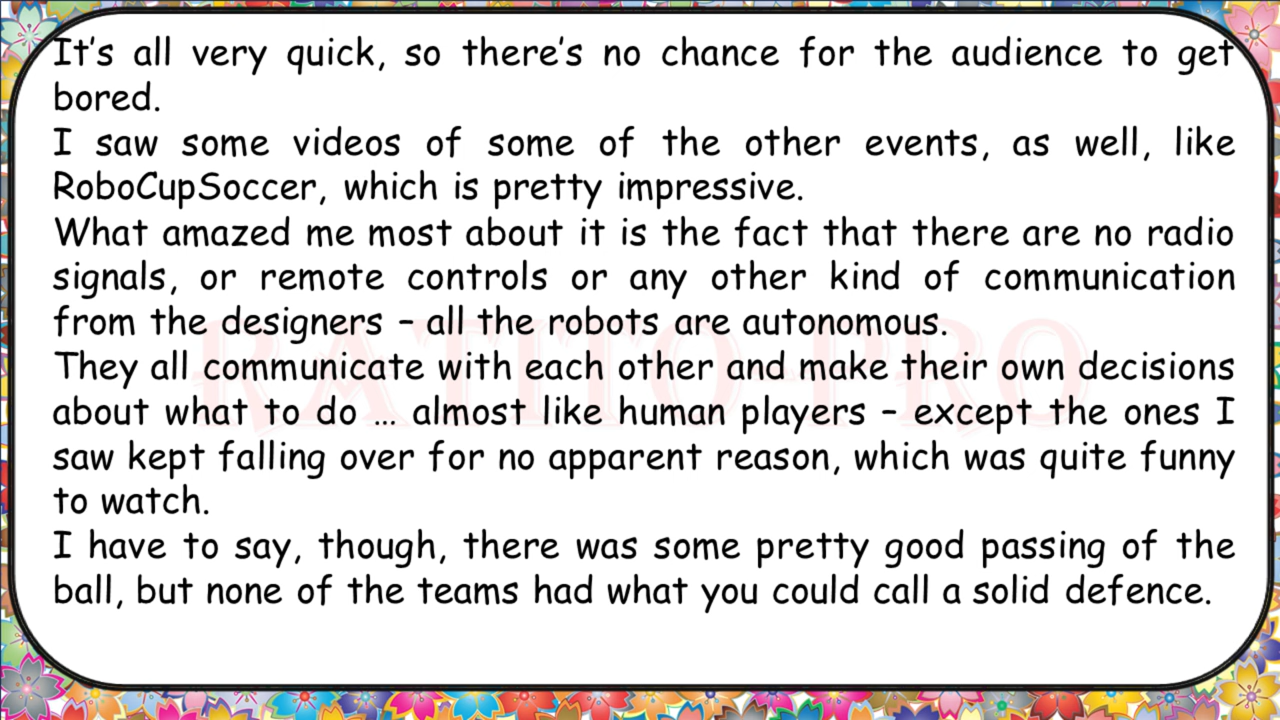 It's all very quick, so there's no chance for the audience to get
bored.
I saw some videos of some of the other events, as well, like
RoboCupSoccer, which is pretty impressive.
What amazed me most about it is the fact that there are no radio
signals, or remote controls or any other kind of communication
from the designers – all the robots are autonomous.
They all communicate with each other and make their own decisions
about what to do … almost like human players – except the ones I
saw kept falling over for no apparent reason, which was quite funny
to watch.
I have to say, though, there was some pretty good passing of the
ball, but none of the teams had what you could call a solid defence.
RATITO PRO